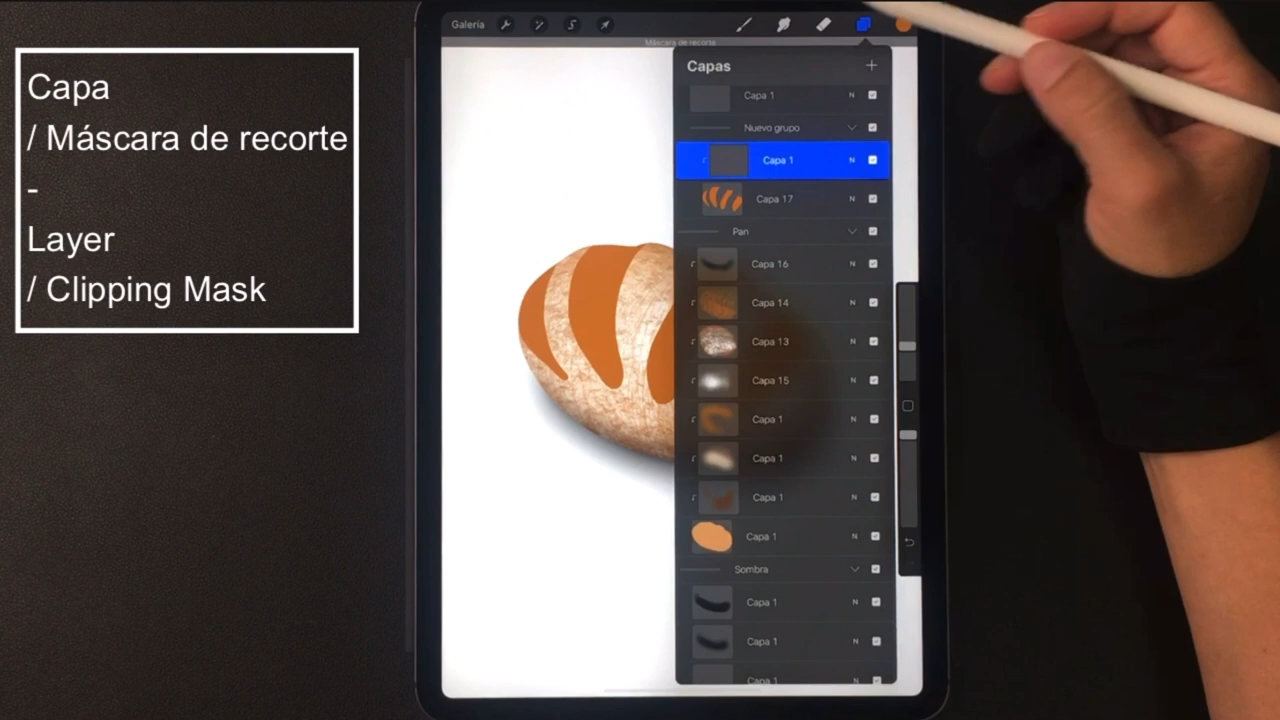 Capa
/ Máscara de recorte
-
Layer
/ Clipping Mask
Galería
Máscara de recorte
Capas
Capa 1 N
Nuevo grupo
Capa 1 N
Capa 17 N
Pan
Capa 16 N
Capa 14 N
Capa 13 N
Capa 15 N
Capa 1 N
Capa 1 N
Capa 1 N
Capa 1 N
Sombra
Capa 1 N
Capa 1 N
Capa 1 N